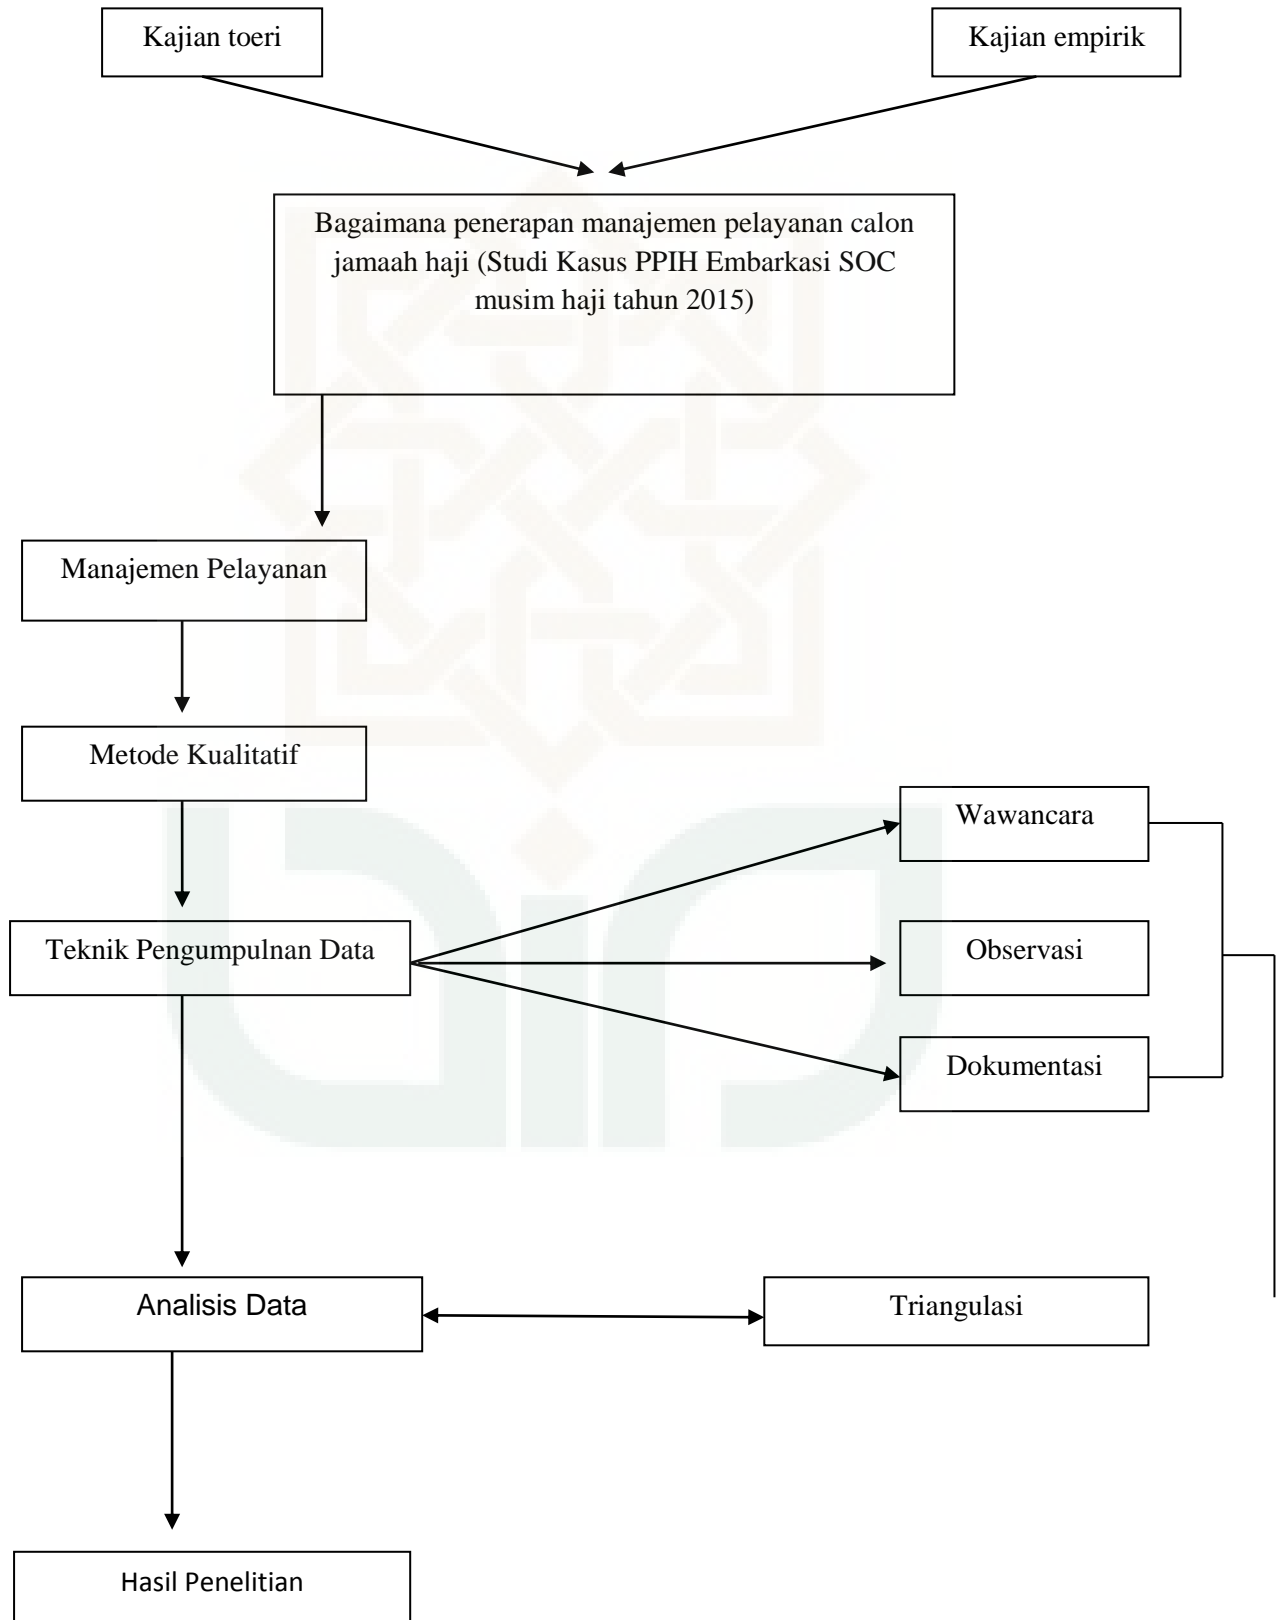 Kajian toeri
Kajian empirik
Bagaimana penerapan manajemen pelayanan calon
jamaah haji (Studi Kasus PPIH Embarkasi SOC
musim haji tahun 2015)
Manajemen Pelayanan
Metode Kualitatif
Wawancara
Teknik Pengumpulnan Data
Observasi
Dokumentasi
Analisis Data
Triangulasi
Hasil Penelitian